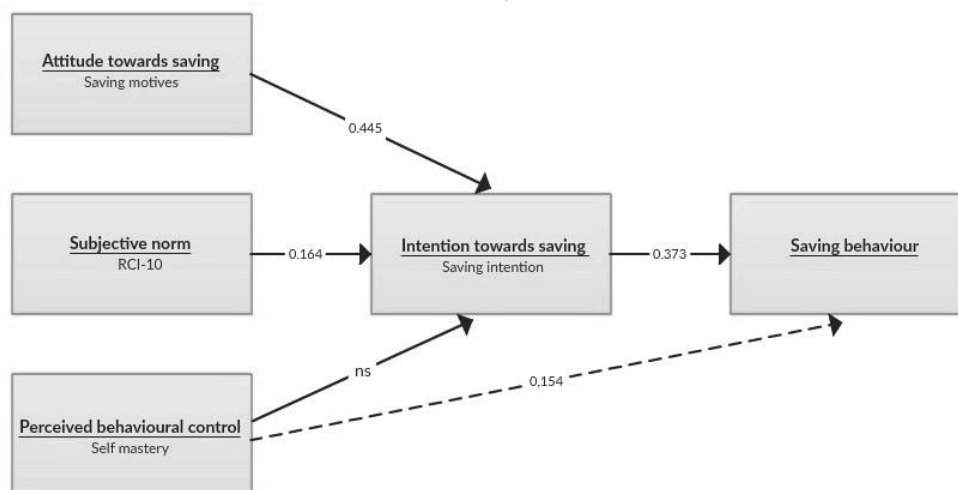 Attitude towards saving
Saving motives
0.445
Subjective norm
RCI-10
0.164
Intention towards saving
Saving intention
0.373
Saving behaviour
ns
0,154
Perceived behavioural control
Self mastery